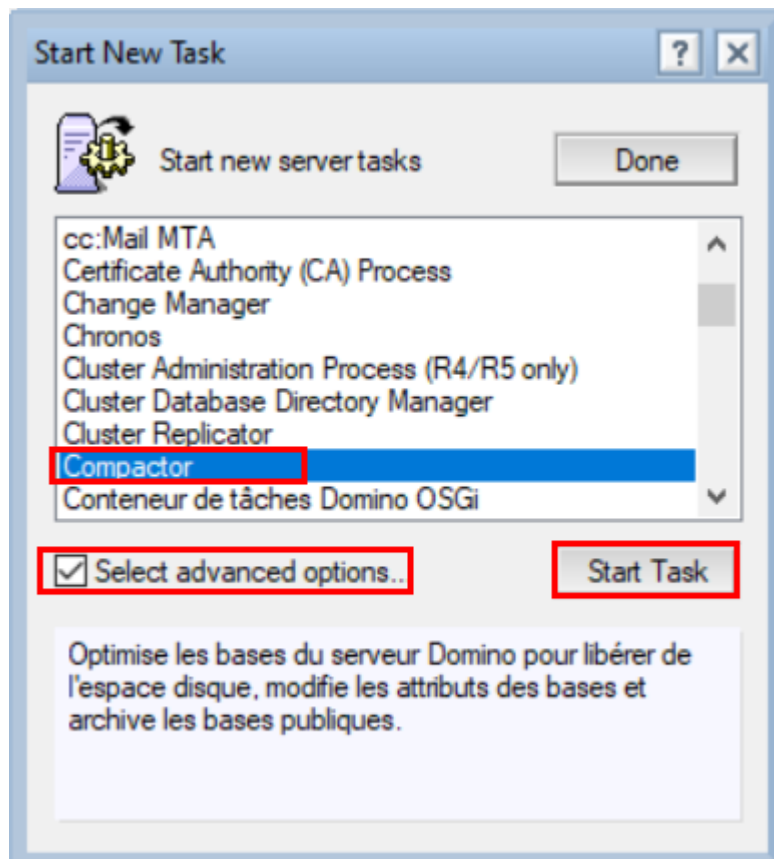 Start New Task
?
Start new server tasks
Done
cc:Mail MTA
Certificate Authority (CA) Process
Change Manager
Chronos
Cluster Administration Process (R4/R5 only)
Cluster Database Directory Manager
Cluster Replicator
Compactor
Conteneur de tâches Domino OSGi
Select advanced options..
Start Task
Optimise les bases du serveur Domino pour libérer de
l'espace disque, modifie les attributs des bases et
archive les bases publiques.